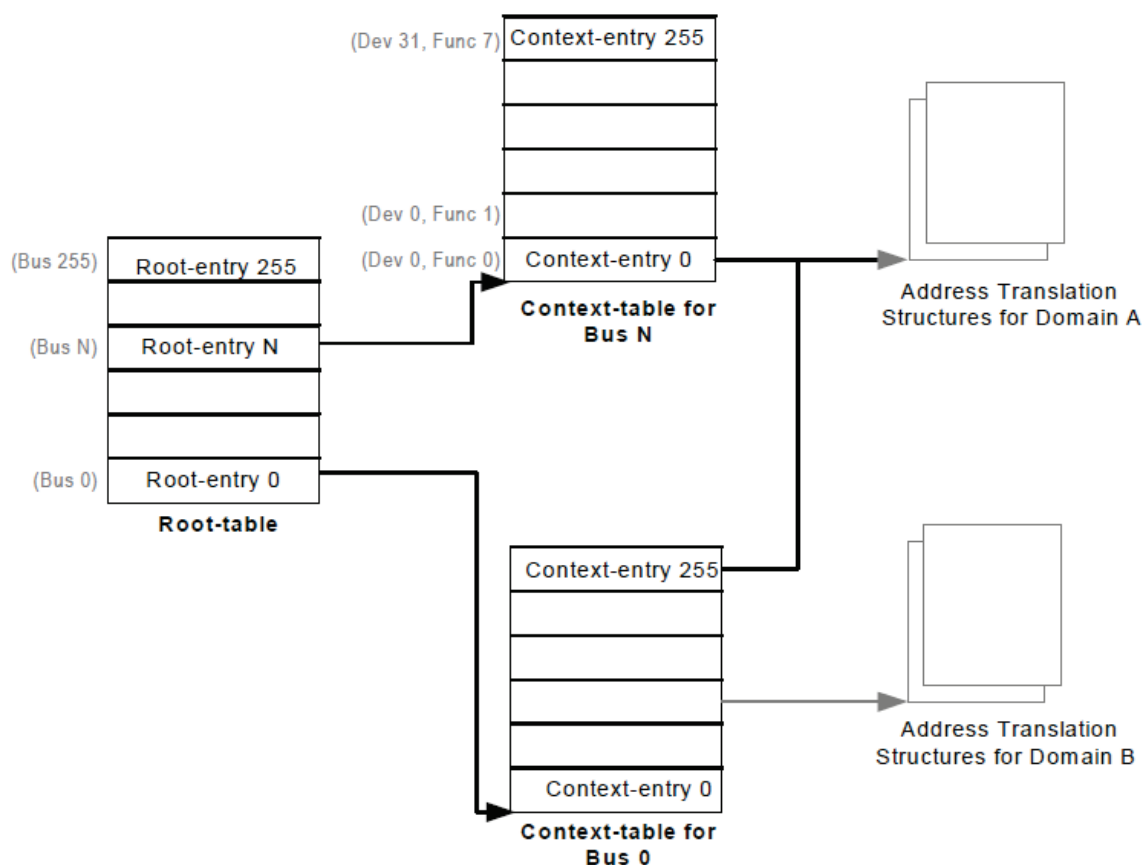 (Dev 31, Func 7)
Context-entry 255
(Dev 0, Func 1)
(Dev 0, Func 0)
Context-entry 0
Context-table for
Bus N
Address Translation
Structures for Domain A
(Bus 255)
Root-entry 255
(Bus N)
Root-entry N
(Bus 0)
Root-entry 0
Root-table
Context-entry 255
Context-entry 0
Context-table for
Bus 0
Address Translation
Structures for Domain B